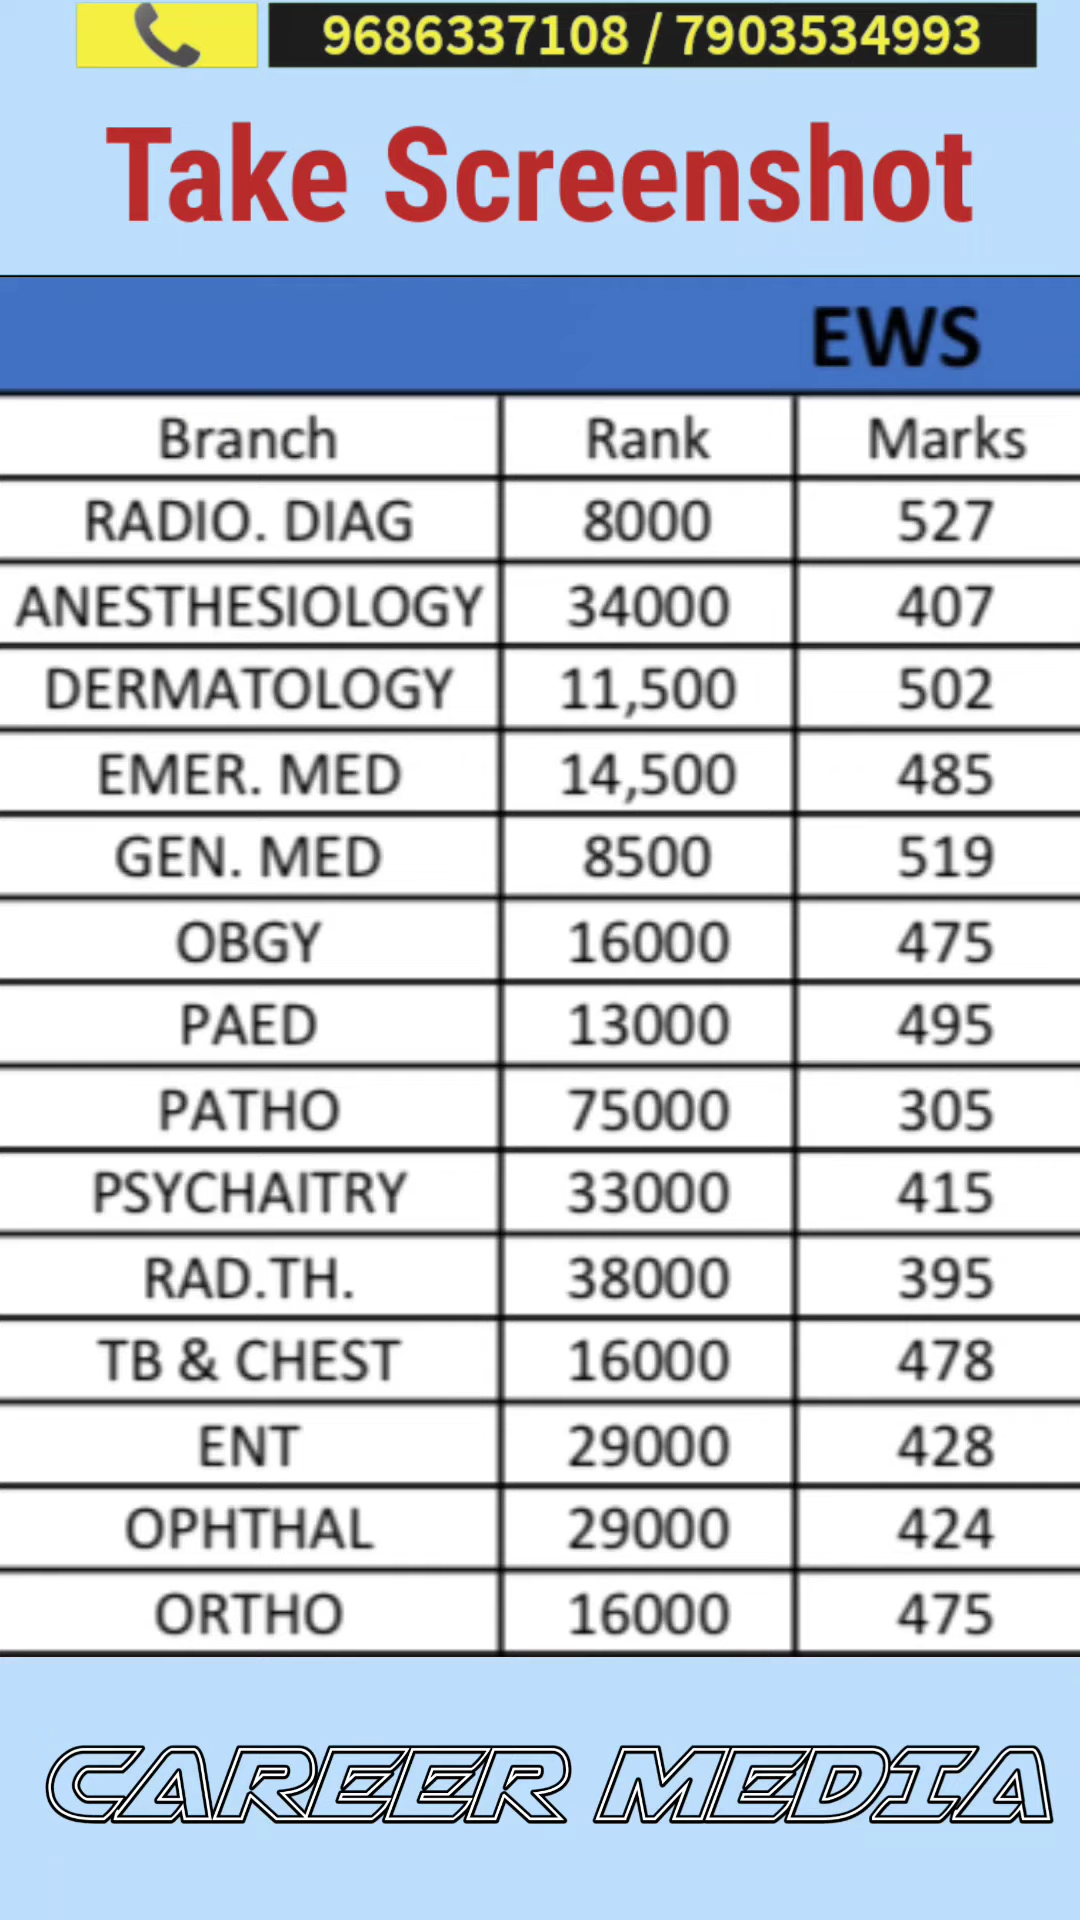 9686337108 / 7903534993
Take Screenshot
EWS
Branch Rank Marks
RADIO. DIAG 8000 527
ANESTHESIOLOGY 34000 407
DERMATOLOGY 11,500 502
EMER. MED 14,500 485
GEN. MED 8500 519
OBGY 16000 475
PAED 13000 495
PATHO 75000 305
PSYCHAITRY 33000 415
RAD.TH. 38000 395
TB & CHEST 16000 478
ENT 29000 428
OPHTHAL 29000 424
ORTHO 16000 475
CAREER MEDIA